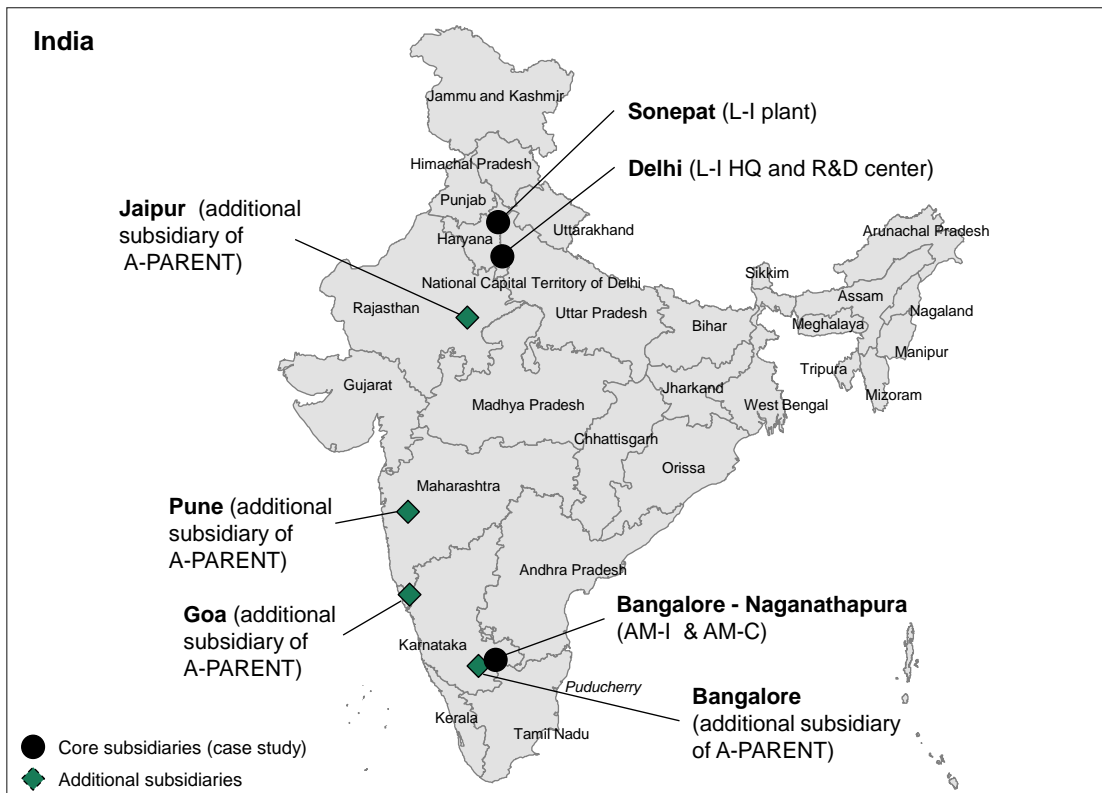 India
Jammu and Kashmir
Sonepat (L-I plant)
Himachal Pradesh
Delhi (L-I HQ and R&D center)
Punjab
Jaipur (additional
subsidiary of
A-PARENT)
Uttarakhand
Haryana
Arunachal Pradesh
Sikkim
National Capital Territory of Delhi
Assam
Rajasthan
Uttar Pradesh
Nagaland
Bihar
Meghalaya
Manipur
Tripura
Gujarat
Jharkand
Mizoram
Madhya Pradesh
West Bengal
Chhattisgarh
Orissa
Maharashtra
Pune (additional
subsidiary of
A-PARENT)
Andhra Pradesh
Goa (additional
subsidiary of
A-PARENT)
Bangalore - Naganathapura
(AM-I & AM-C)
Karnataka
Puducherry
Bangalore
(additional subsidiary
of A-PARENT)
Kerala
Tamil Nadu
Core subsidiaries (case study)
Additional subsidiaries